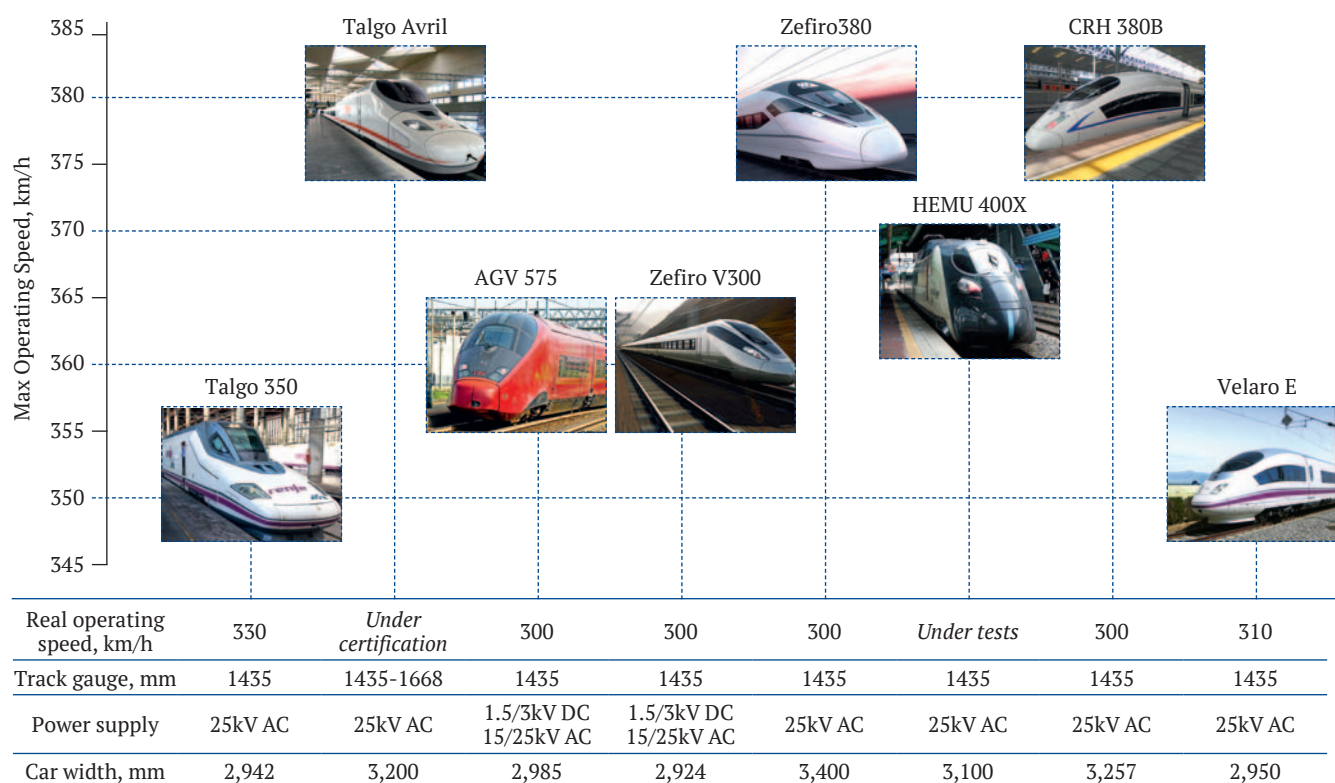 Max Operating Speed, km/h
385
380
375
370
365
360
355
350
345
Talgo Avril
Zefiro380
CRH 380B
HEMU 400X
AGV 575
Zefiro V300
Talgo 350
Velaro E
renfe
Real operating speed, km/h 330 Under certification 300 300 300 Under tests 300 310
Track gauge, mm 1435 1435-1668 1435 1435 1435 1435 1435 1435
Power supply 25kV AC 25kV AC 1.5/3kV DC 15/25kV AC 1.5/3kV DC 15/25kV AC 25kV AC 25kV AC 25kV AC 25kV AC
Car width, mm 2,942 3,200 2,985 2,924 3,400 3,100 3,257 2,950